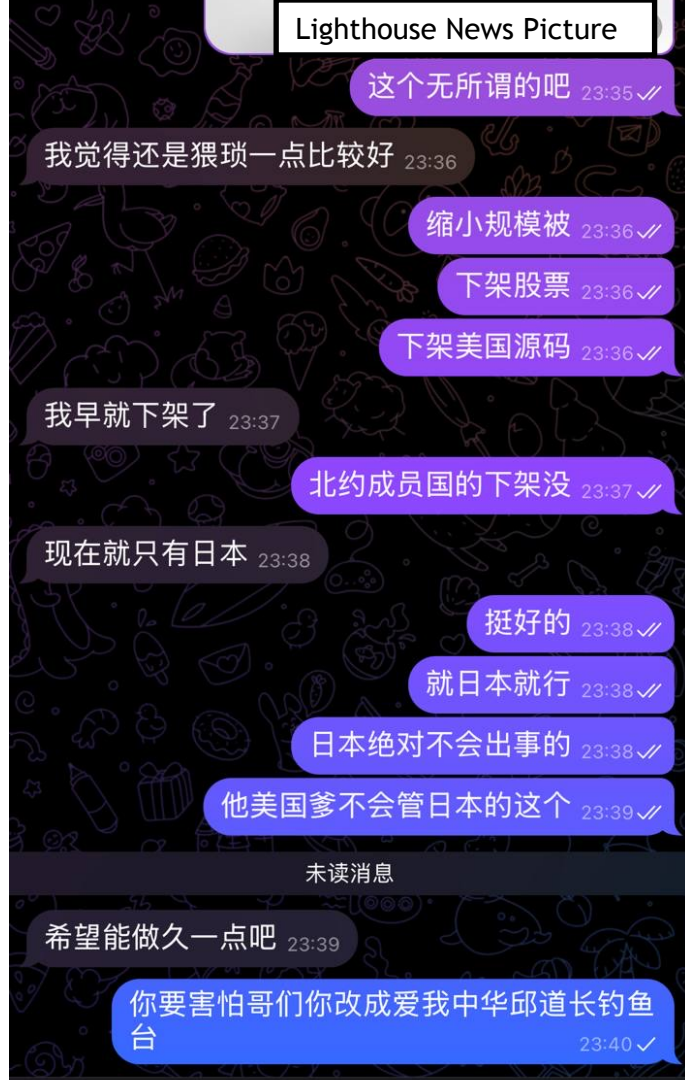 Lighthouse News Picture
这个无所谓的吧 23:35
我觉得还是猥琐一点比较好 23:36
缩小规模被 23:36
下架股票 23:36
下架美国源码 23:36
我早就下架了 23:37
北约成员国的下架没 23:37
现在就只有日本 23:38
挺好的 23:38
就日本就行 23:38
日本绝对不会出事的 23:38
他美国爹不会管日本的这个 23:39
未读消息
希望能做久一点吧 23:39
你要害怕哥们你改成爱我中华邱道长钓鱼
台 23:40